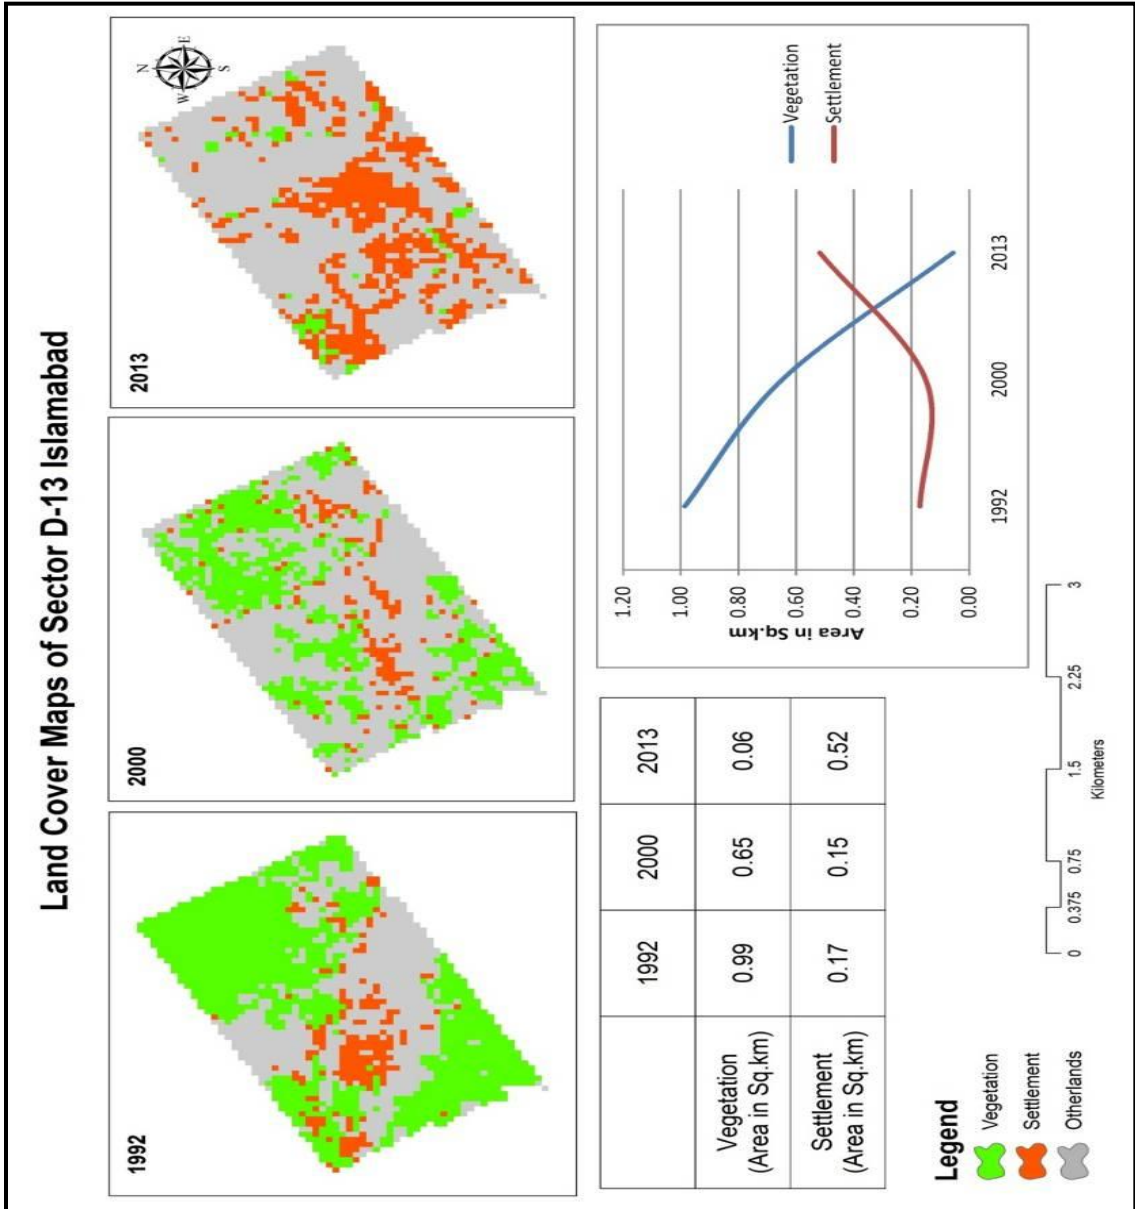 Land Cover Maps of Sector D-13 Islamabad
1992
2000
2013
N
E
S
W
1992 2000 2013
Vegetation
(Area in Sq.km) 0.99 0.65 0.06
Settlement
(Area in Sq.km) 0.17 0.15 0.52
1.20
1.00
0.80
0.60
0.40
0.20
0.00
Area in Sq.km
1992 2000 2013
Vegetation
Settlement
Legend
Vegetation
Settlement
Otherlands
0 0.375 0.75 1.5 2.25 3
Kilometers